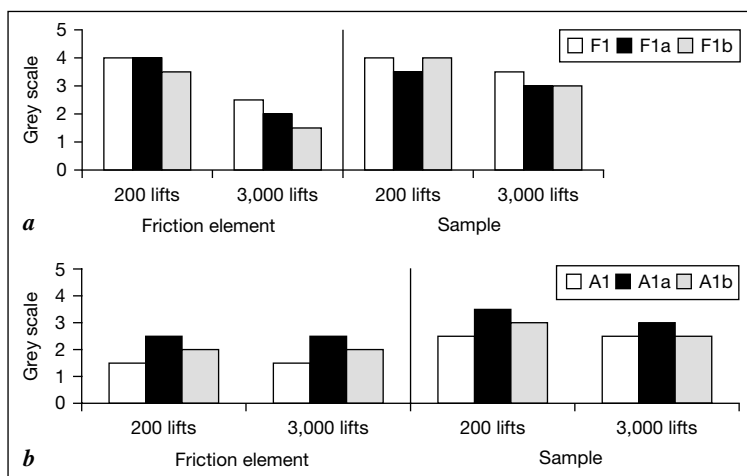 5
4
3
2
1
0
Grey scale
F1 F1a F1b
200 lifts 3,000 lifts 200 lifts 3,000 lifts
a Friction element Sample
5
4
3
2
1
0
Grey scale
A1 A1a A1b
200 lifts 3,000 lifts 200 lifts 3,000 lifts
b Friction element Sample